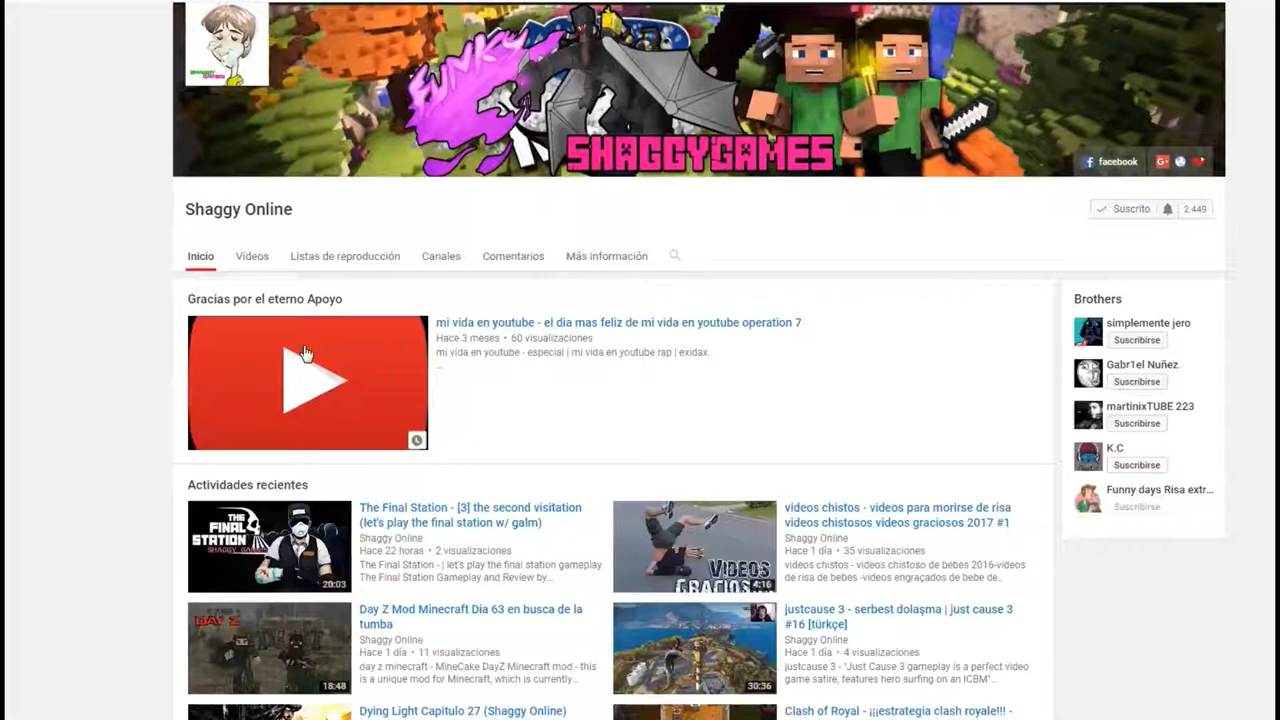 SHAGGYGAMES
facebook
Shaggy Online
Suscrito 2.449
Inicio Vídeos Listas de reproducción Canales Comentarios Más información
Gracias por el eterno Apoyo
mi vida en youtube - el dia mas feliz de mi vida en youtube operation 7
Hace 3 meses • 60 visualizaciones
mi vida en youtube - especial | mi vida en youtube rap | exidax.
...
Brothers
simplemente jero
Suscribirse
Gabr1el Nuñez
Suscribirse
martinixTUBE 223
Suscribirse
K.C
Suscribirse
Funny days Risa extr...
Suscribirse
Actividades recientes
THE FINAL STATION
20:03
The Final Station - [3] the second visitation
(let's play the final station w/ galm)
Shaggy Online
Hace 22 horas • 2 visualizaciones
The Final Station - | let's play the final station gameplay
The Final Station Gameplay and Review by...
VIDEOS
GRACIOSOS
4:16
videos chistos - videos para morirse de risa
videos chistosos videos graciosos 2017 #1
Shaggy Online
Hace 1 día • 35 visualizaciones
videos chistos - videos chistoso de bebes 2016-videos
de risa de bebes -videos engraçados de bebe de..
DAY Z
18:48
Day Z Mod Minecraft Dia 63 en busca de la
tumba
Shaggy Online
Hace 1 día • 11 visualizaciones
day z minecraft - MineCake DayZ Minecraft mod - this
is a unique mod for Minecraft, which is currently...
30:36
justcause 3 - serbest dolaşma | just cause 3
#16 [türkçe]
Shaggy Online
Hace 1 día • 4 visualizaciones
justcause 3 - "Just Cause 3 gameplay is a perfect video
game satire, features hero surfing on an ICBM"...
Dying Light Capitulo 27 (Shaggy Online)
Clash of Royal - ¡¡¡estrategia clash royale!!! -